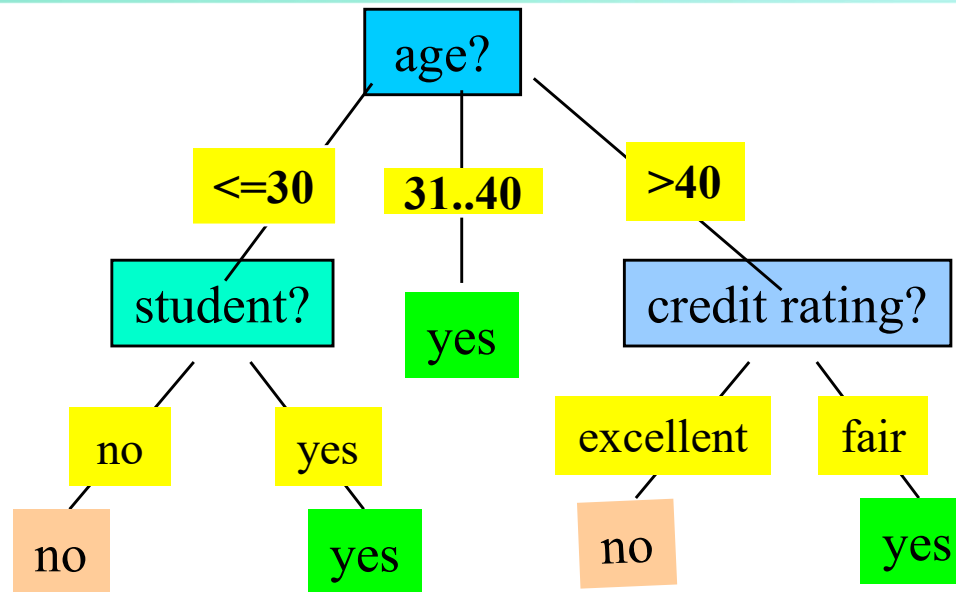 age?
<=30
31..40
>40
student?
yes
credit rating?
no
yes
excellent
fair
no
yes
no
yes